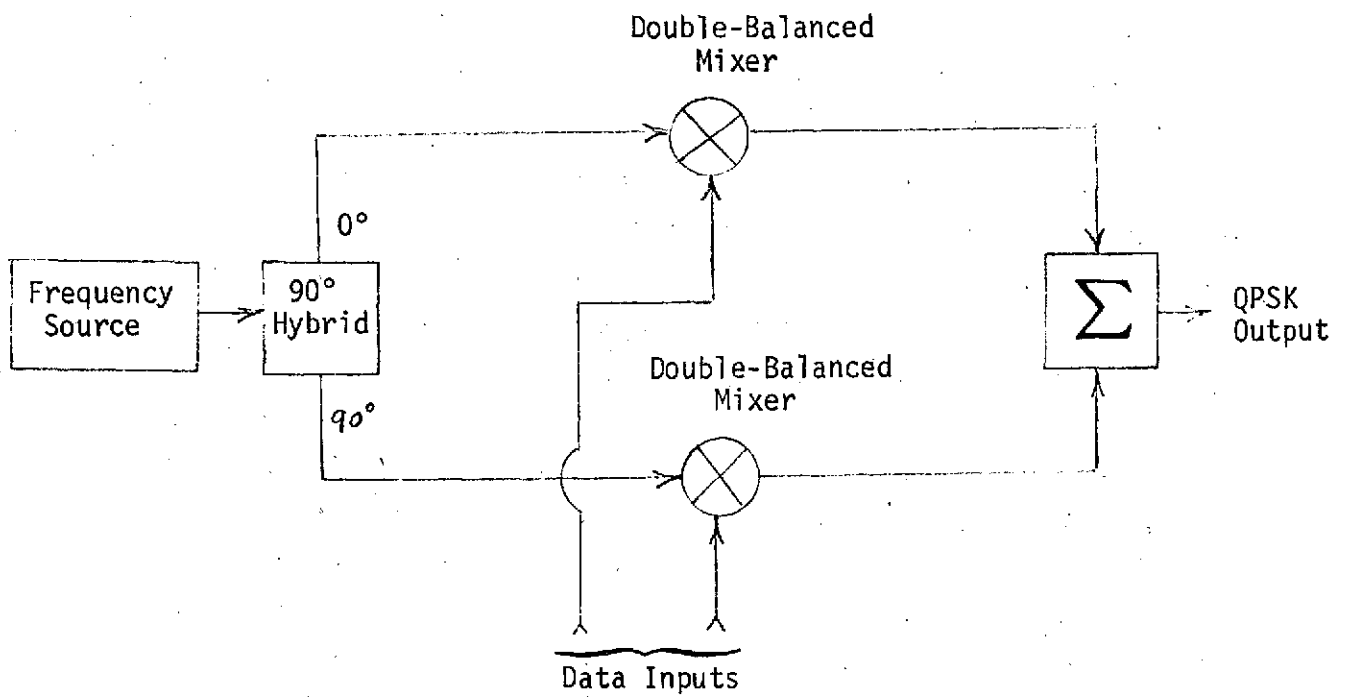 Double-Balanced
Mixer
0°
Frequency
Source
90°
Hybrid
Σ
QPSK
Output
Double-Balanced
Mixer
90°
Data Inputs